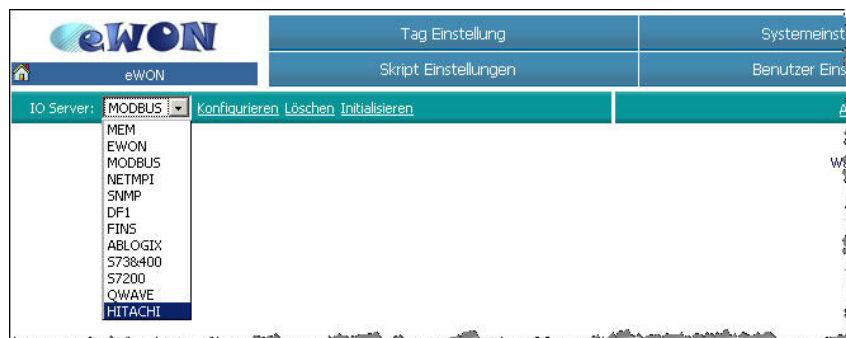 eWON
Tag Einstellung
Systemeinst
eWON
Skript Einstellungen
Benutzer Eins
IO Server: MODBUS Konfigurieren Löschen Initialisieren
MEM
EWON
MODBUS
NETMPI
SNMP
DF1
FINS
ABLOGIX
S73&400
S7200
QWAVE
HITACHI